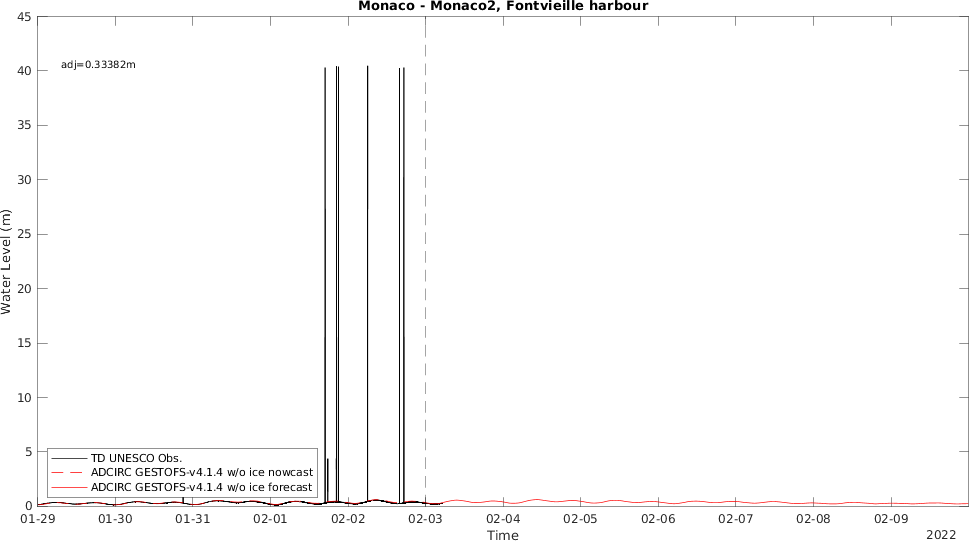 Monaco - Monaco2, Fontvieille harbour
45
adj=0.33382m
40
35
30
25
20
15
10
5
0
Water Level (m)
TD UNESCO Obs.
ADCIRC GESTOFS-v4.1.4 w/o ice nowcast
ADCIRC GESTOFS-v4.1.4 w/o ice forecast
01-29 01-30 01-31 02-01 02-02 02-03 02-04 02-05 02-06 02-07 02-08 02-09
Time
2022